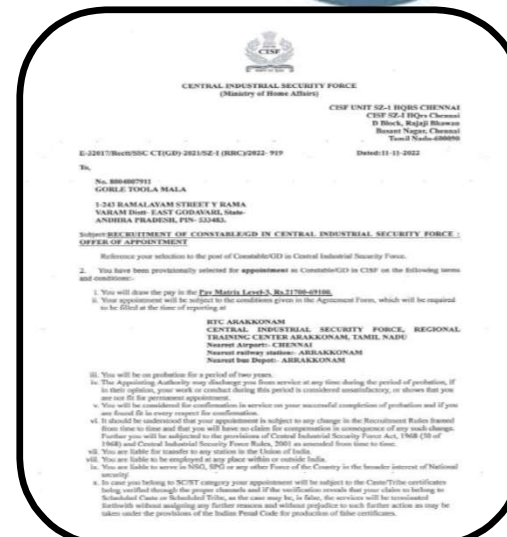 CISF
CENTRAL INDUSTRIAL SECURITY FORCE
(Ministry of Home Affairs)
CISF UNIT SZ-1 HQRS CHENNAI
CISF SZ-I HQrs Chennai
D Block, Rajaji Bhawan
Besant Nagar, Chennai
Tamil Nadu-600090
E-32017/Rectt/SSC CT(GD)-2021/SZ-I (RRC)/2022- 919 Dated:11-11-2022
To,
No. 8004007911
GORLE TOOLA MALA
1-243 RAMALAYAM STREET Y RAMA
VARAM Distt- EAST GODAVARI, State-
ANDHRA PRADESH, PIN- 533483.
Subject:RECRUITMENT OF CONSTABLE/GD IN CENTRAL INDUSTRIAL SECURITY FORCE :
OFFER OF APPOINTMENT
Reference your selection to the post of Constable/GD in Central Industrial Security Force.
2. You have been provisionally selected for appointment as Constable/GD in CISF on the following terms
and conditions:-
i. You will draw the pay in the Pay Matrix Level-3, Rs.21700-69100.
ii. Your appointment will be subject to the conditions given in the Agreement Form, which will be required
to be filled at the time of reporting at
RTC ARAKKONAM
CENTRAL INDUSTRIAL SECURITY FORCE, REGIONAL
TRAINING CENTER ARAKKONAM, TAMIL NADU
Nearest Airport:- CHENNAI
Nearest railway station:- ARRAKKONAM
Nearest bus Depot:- ARRAKKONAM
iii. You will be on probation for a period of two years.
iv. The Appointing Authority may discharge you from service at any time during the period of probation, if
in their opinion, your work or conduct during this period is considered unsatisfactory, or shows that you
are not fit for permanent appointment.
v. You will be considered for confirmation in service on your successful completion of probation and if you
are found fit in every respect for confirmation.
vi. It should be understood that your appointment is subject to any change in the Recruitment Rules framed
from time to time and that you will have no claim for compensation in consequence of any such change.
Further you will be subjected to the provisions of Central Industrial Security Force Act, 1968 (50 of
1968) and Central Industrial Security Force Rules, 2001 as amended from time to time.
vii. You are liable for transfer to any station in the Union of India.
viii. You are liable to be employed at any place within or outside India.
ix. You are liable to serve in NSG, SPG or any other Force of the Country in the broader interest of National
security.
x. In case you belong to SC/ST category your appointment will be subject to the Caste/Tribe certificates
being verified through the proper channels and if the verification reveals that your claim to belong to
Scheduled Caste or Scheduled Tribe, as the case may be, is false, the services will be terminated
forthwith without assigning any further reasons and without prejudice to such further action as may be
taken under the provisions of the Indian Penal Code for production of false certificates.